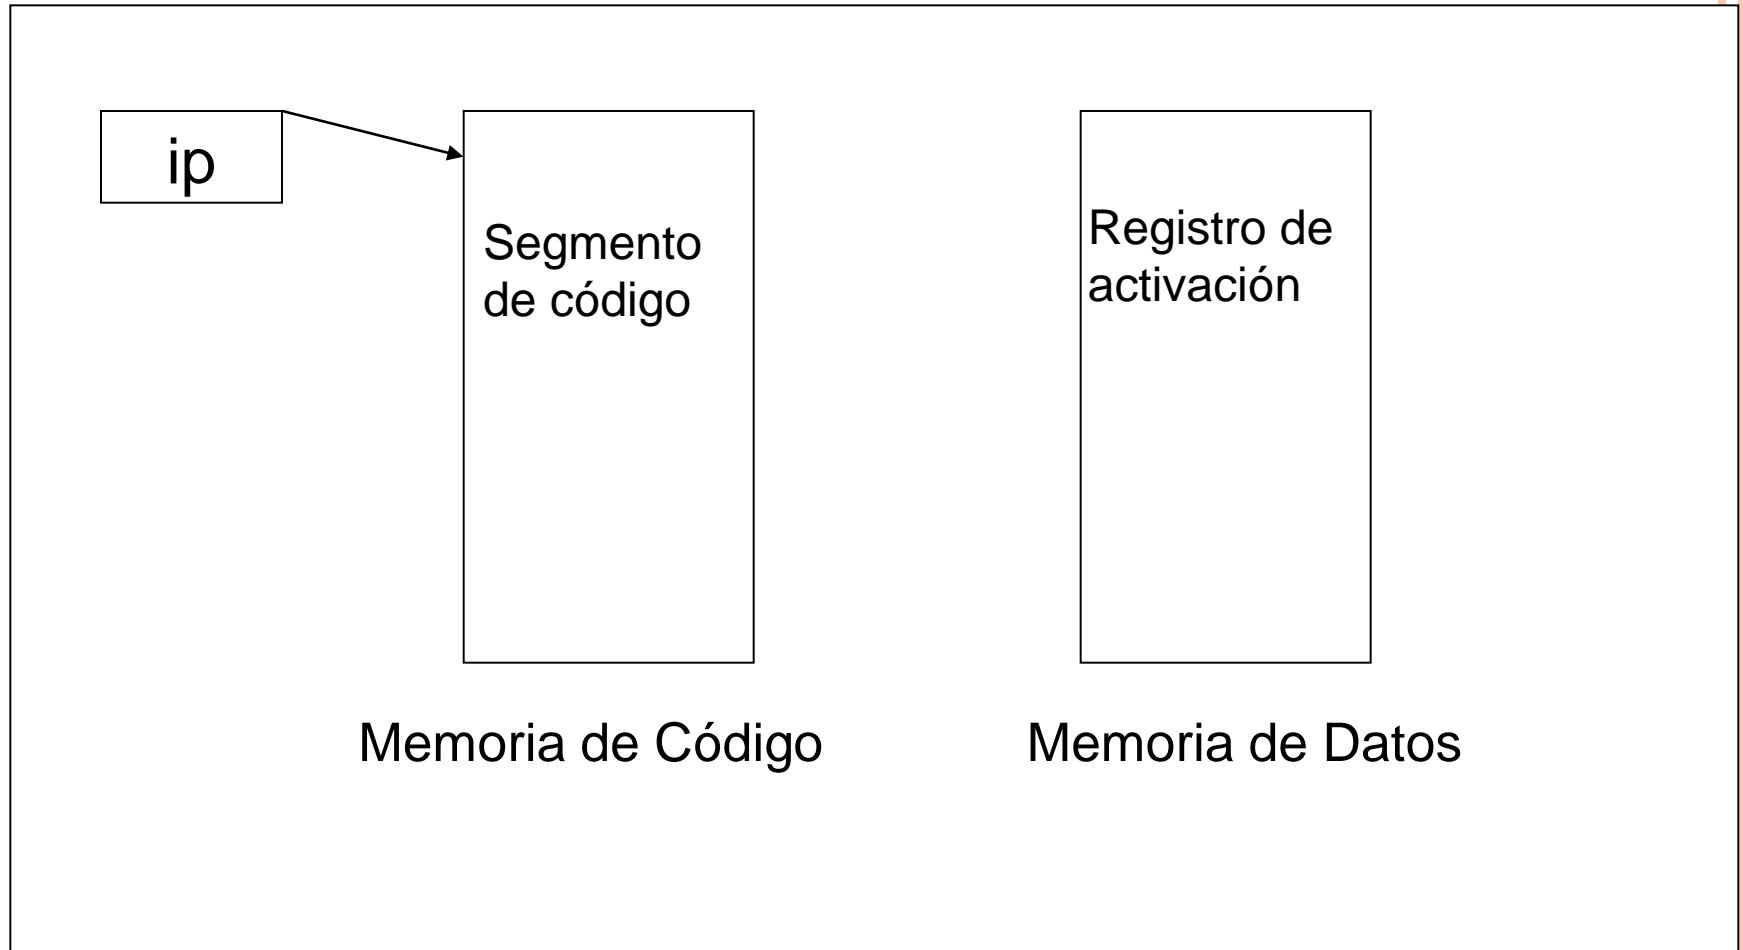 ip
Segmento
de código
Registro de
activación
Memoria de Código
Memoria de Datos